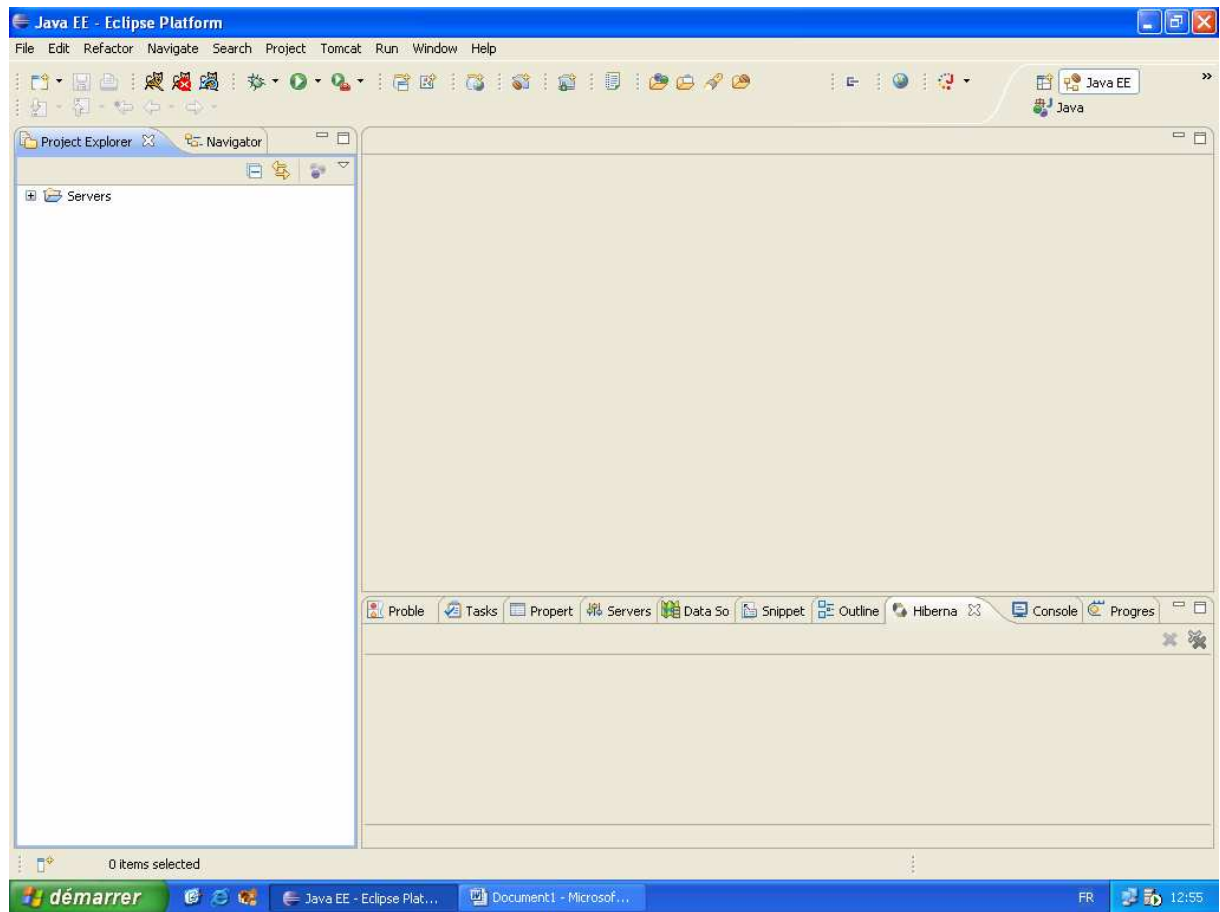 Java EE - Eclipse Platform
File Edit Refactor Navigate Search Project Tomcat Run Window Help
Java EE
Java
Project Explorer Navigator
Servers
Proble Tasks Propert Servers Data So Snippet Outline Hiberna Console Progres
0 items selected
démarrer Java EE - Eclipse Plat... Document1 - Microsof... FR 12:55